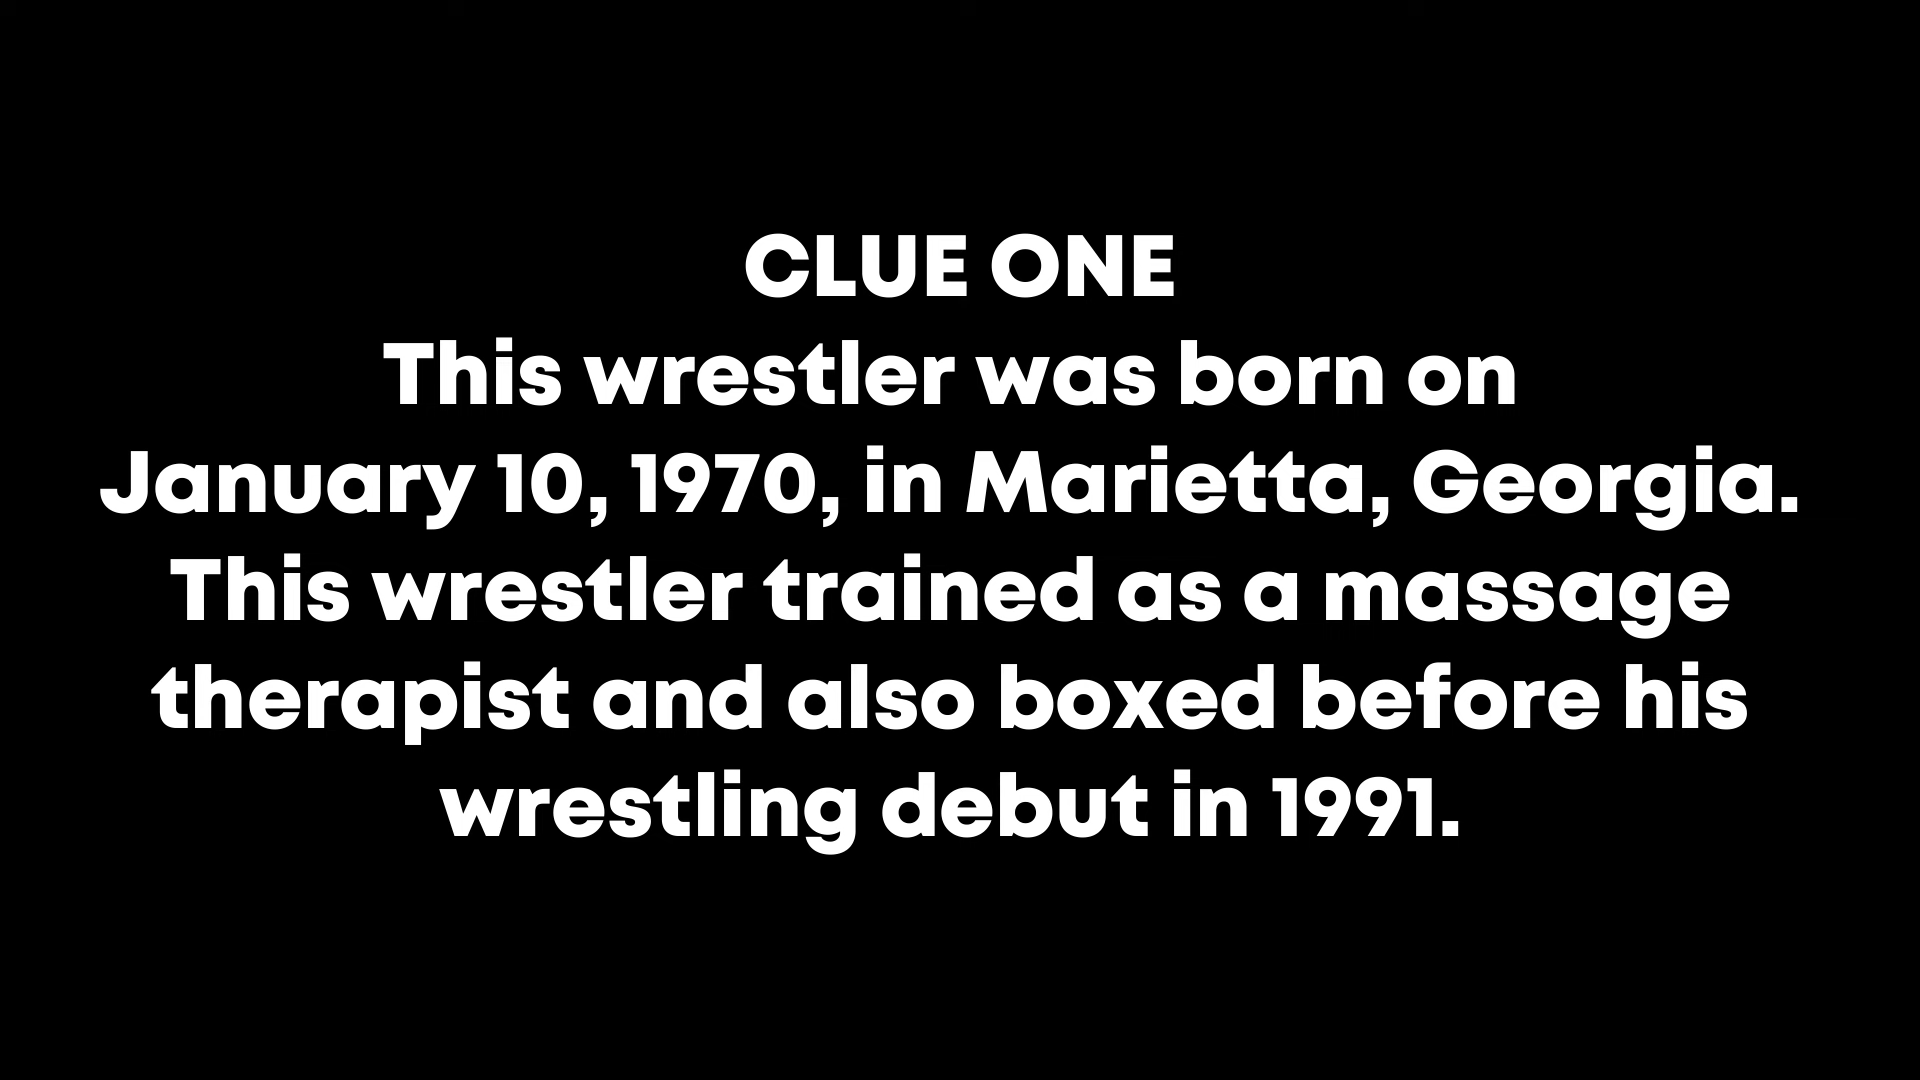 CLUE ONE
This wrestler was born on
January 10, 1970, in Marietta, Georgia.
This wrestler trained as a massage
therapist and also boxed before his
wrestling debut in 1991.